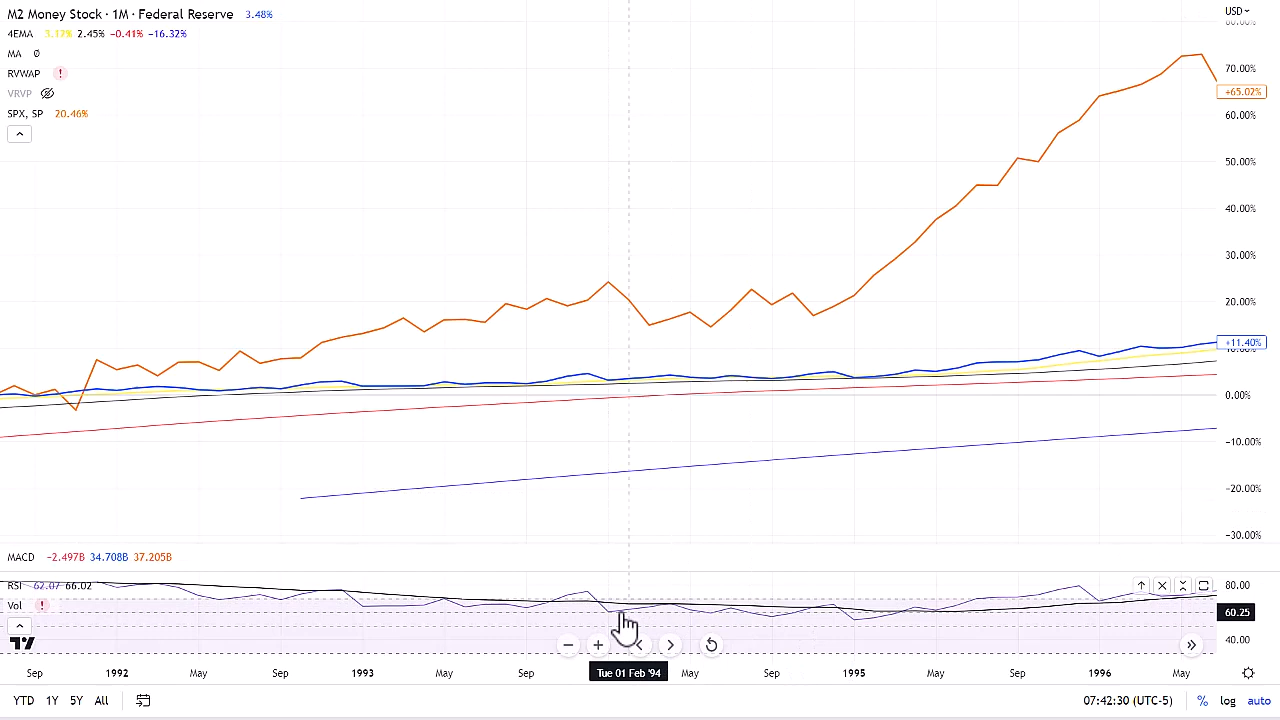 M2 Money Stock · 1M · Federal Reserve 3.48%
USD
4EMA 3.17% 2.45% −0.41% −16.32%
MA Ø
RVWAP !
VRVP
SPX, SP 20.46%
80.00%
70.00%
+65.02%
60.00%
50.00%
40.00%
30.00%
20.00%
+11.40%
10.00%
0.00%
−10.00%
−20.00%
−30.00%
MACD −2.497B 34.708B 37.205B
RSI 62.07 66.02
80.00
Vol !
60.25
40.00
Sep 1992 May Sep 1993 May Sep Tue 01 Feb '94 May Sep 1995 May Sep 1996 May
YTD 1Y 5Y All
07:42:30 (UTC-5) % log auto